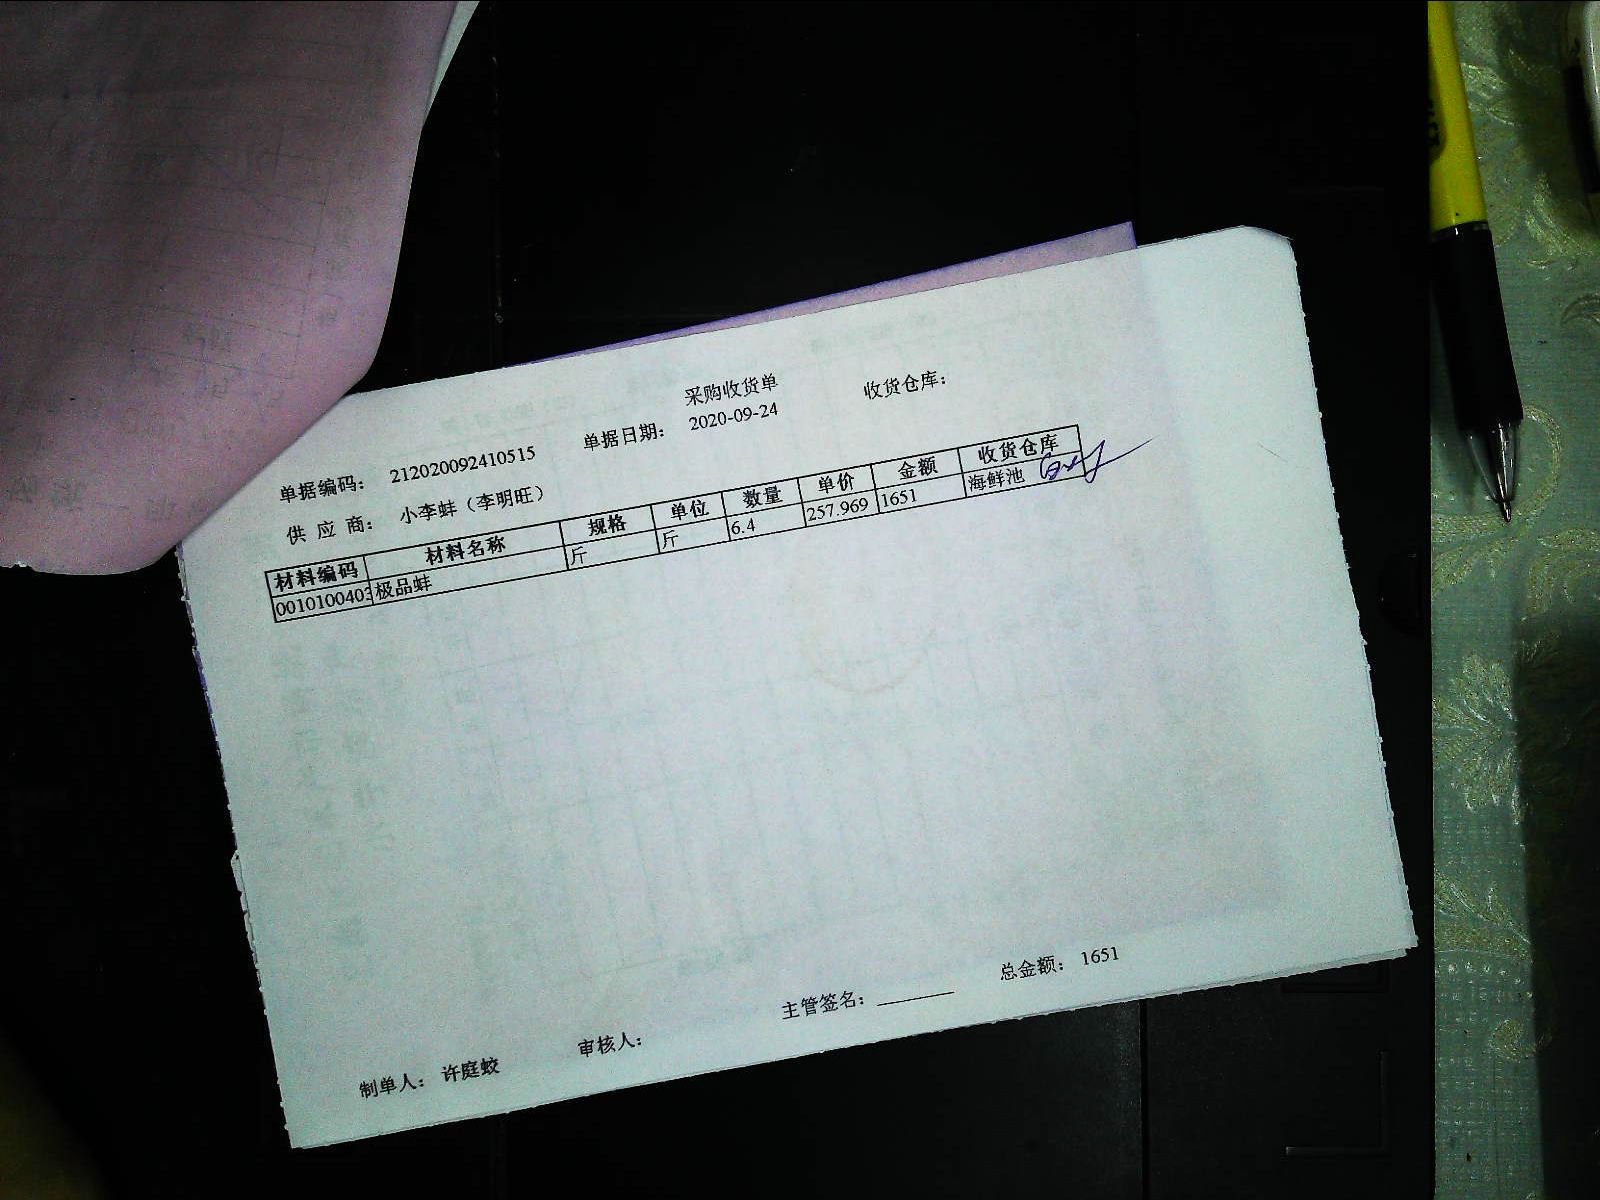 采购收货单
单据编码： 212020092410515 单据日期： 2020-09-24 收货仓库：
供 应 商： 小李蚌（李明旺）
材料编码 材料名称 规格 单位 数量 单价 金额 收货仓库
0010100403 极品蚌 斤 斤 6.4 257.969 1651 海鲜池
总金额： 1651
制单人： 许庭蛟 审核人： 主管签名：